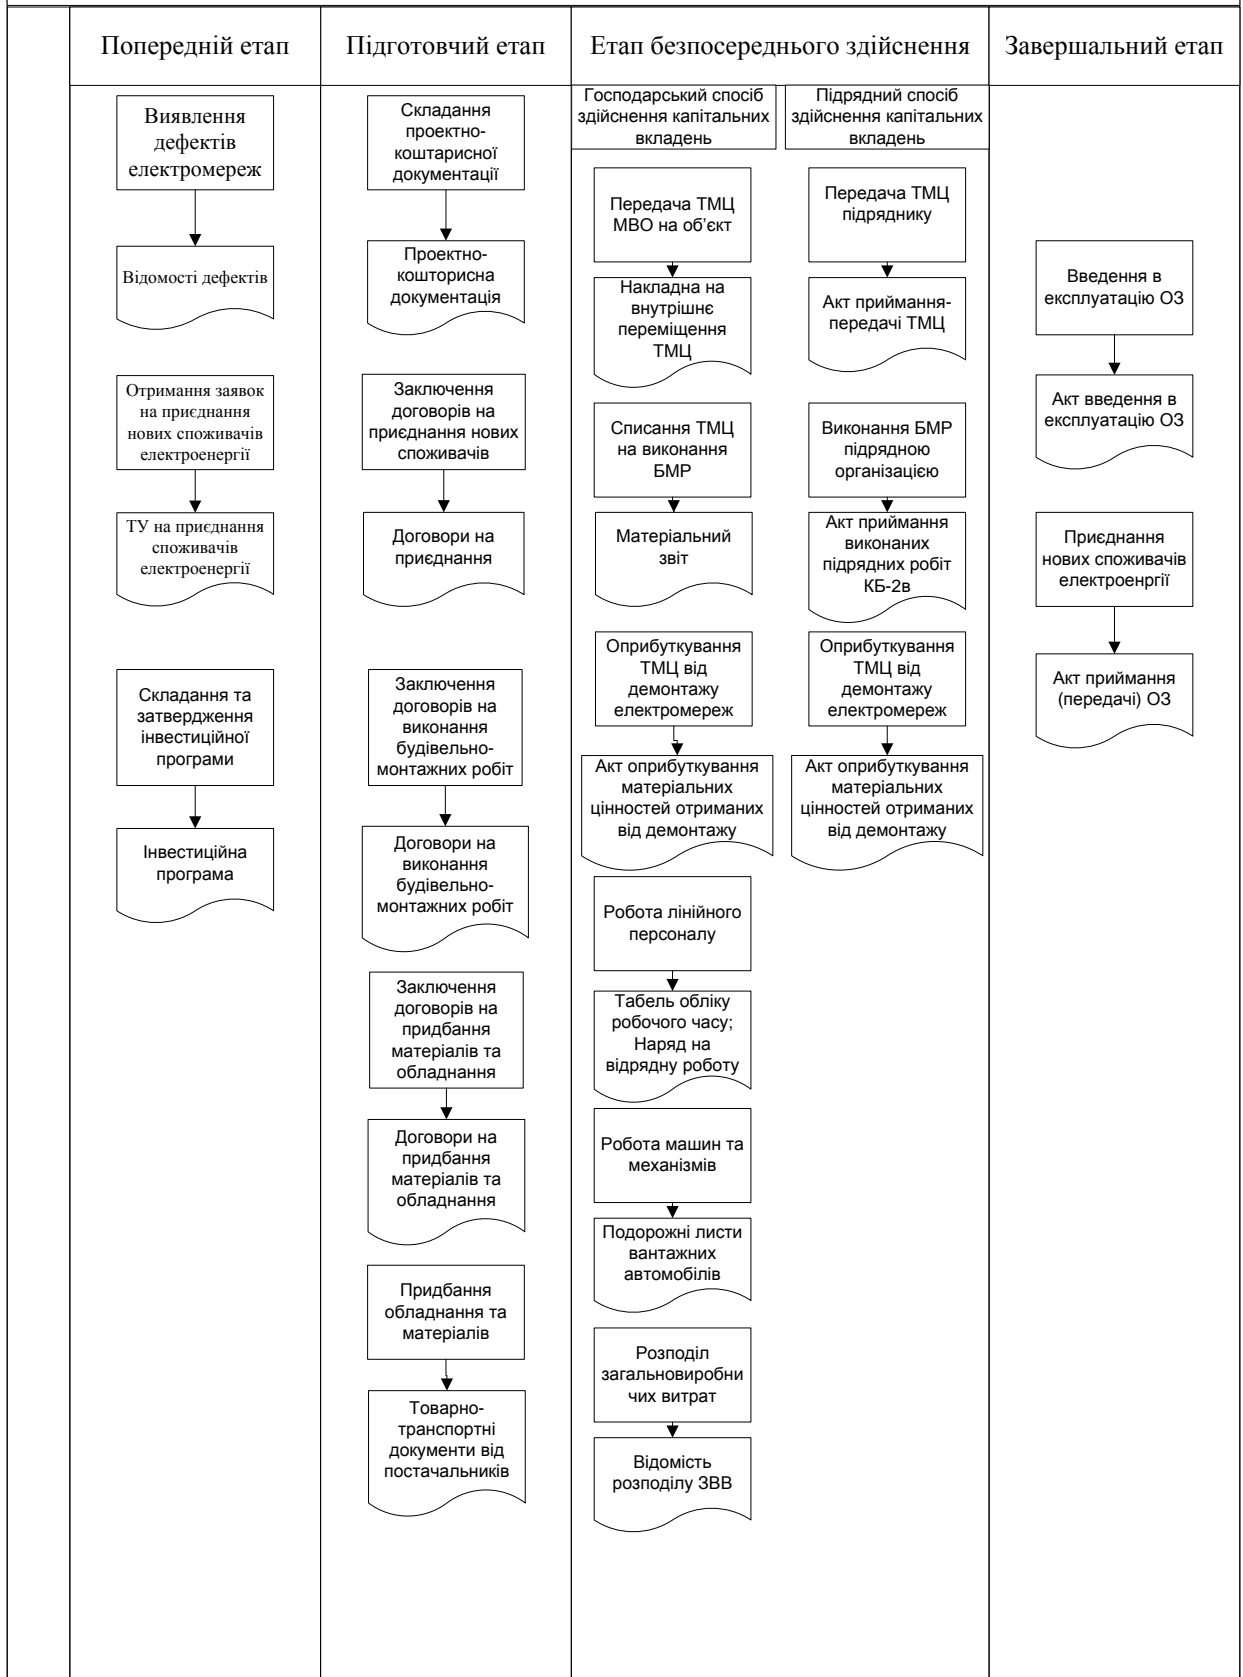 Попередній етап
Підготовчий етап
Етап безпосереднього здійснення
Завершальний етап
Виявлення
дефектів
електромереж
Відомості дефектів
Отримання заявок
на приєднання
нових споживачів
електроенергії
ТУ на приєднання
споживачів
електроенергії
Складання та
затвердження
інвестиційної
програми
Інвестиційна
програма
Складання
проектно-
коштарисної
документації
Проектно-
кошторисна
документація
Заключення
договорів на
приєднання нових
споживачів
Договори на
приєднання
Заключення
договорів на
виконання
будівельно-
монтажних робіт
Договори на
виконання
будівельно-
монтажних робіт
Заключення
договорів на
придбання
матеріалів та
обладнання
Договори на
придбання
матеріалів та
обладнання
Придбання
обладнання та
матеріалів
Товарно-
транспортні
документи від
постачальників
Господарський спосіб
здійснення капітальних
вкладень
Передача ТМЦ
МВО на об’єкт
Накладна на
внутрішнє
переміщення
ТМЦ
Списання ТМЦ
на виконання
БМР
Матеріальний
звіт
Оприбуткування
ТМЦ від
демонтажу
електромереж
Акт оприбуткування
матеріальних
цінностей отриманих
від демонтажу
Робота лінійного
персоналу
Табель обліку
робочого часу;
Наряд на
відрядну роботу
Робота машин та
механізмів
Подорожні листи
вантажних
автомобілів
Розподіл
загальновиробни
чих витрат
Відомість
розподілу ЗВВ
Підрядний спосіб
здійснення капітальних
вкладень
Передача ТМЦ
підряднику
Акт приймання-
передачі ТМЦ
Виконання БМР
підрядною
організацією
Акт приймання
виконаних
підрядних робіт
КБ-2в
Оприбуткування
ТМЦ від
демонтажу
електромереж
Акт оприбуткування
матеріальних
цінностей отриманих
від демонтажу
Введення в
експлуатацію ОЗ
Акт введення в
експлуатацію ОЗ
Приєднання
нових споживачів
електроенргії
Акт приймання
(передачі) ОЗ